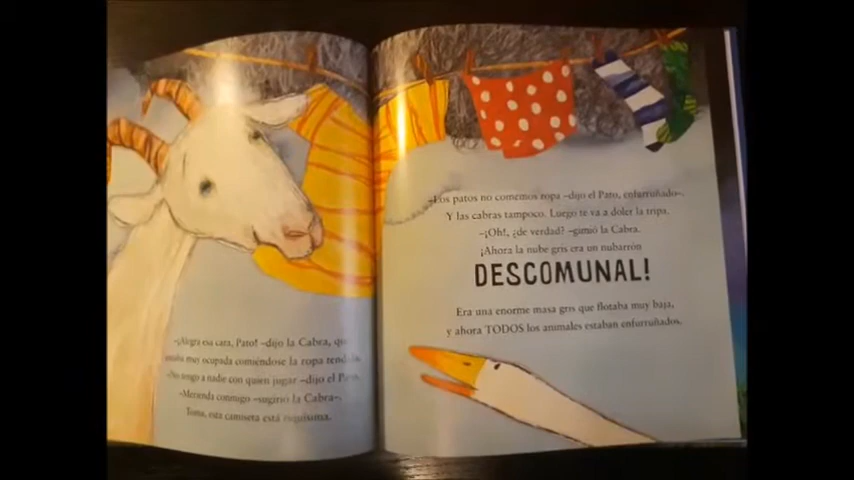 –¡Alegra esa cara, Pato! –dijo la Cabra, que
estaba muy ocupada comiéndose la ropa
–No tengo a nadie con quien jugar –dijo el
–Merienda conmigo –sugirió la Cabra–.
Toma, esta camiseta está riquísima.
–Los patos no comemos ropa –dijo el Pato, enfurruñado–.
Y las cabras tampoco. Luego te va a doler la tripa.
–¡Oh!, ¿de verdad? –gimió la Cabra.
¡Ahora la nube gris era un nubarrón
DESCOMUNAL!
Era una enorme masa gris que flotaba muy baja,
y ahora TODOS los animales estaban enfurruñados.